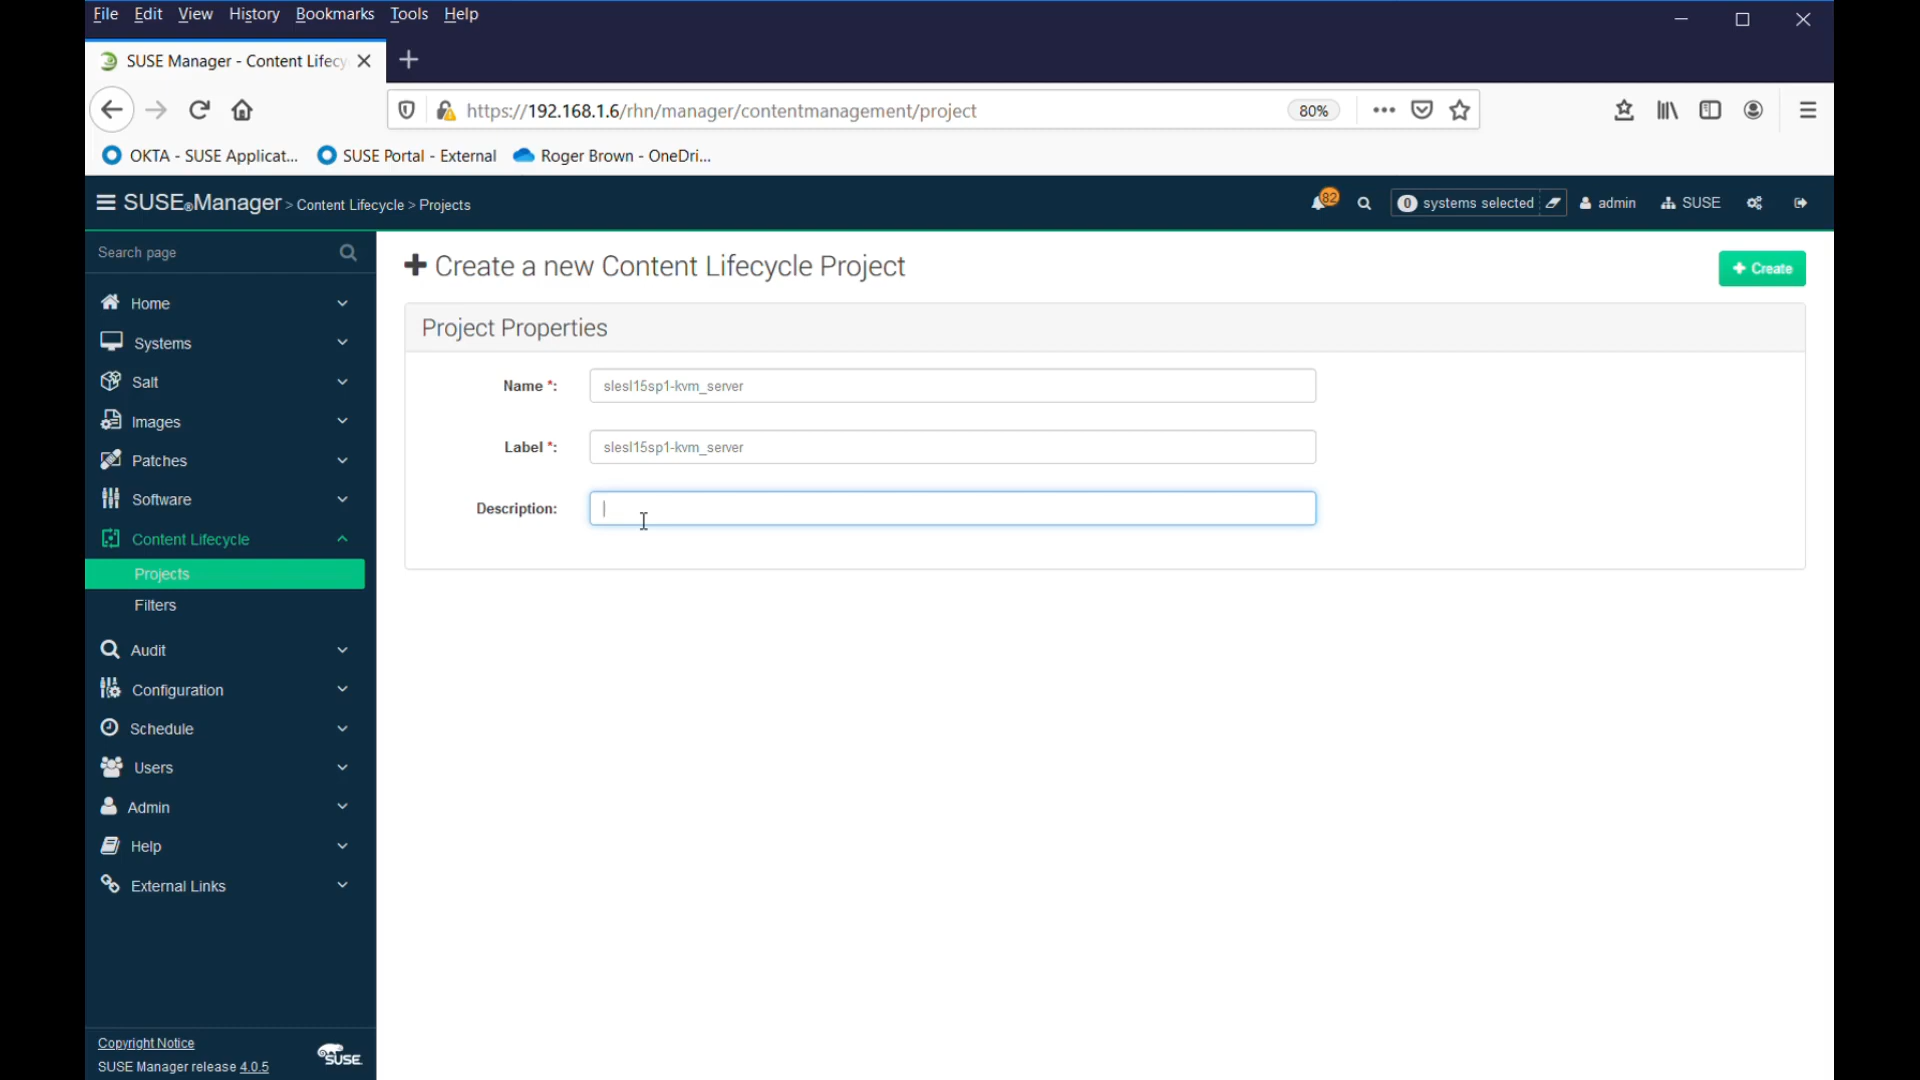 File Edit View History Bookmarks Tools Help
SUSE Manager - Content Lifecy
https://192.168.1.6/rhn/manager/contentmanagement/project 80%
OKTA - SUSE Applicat... SUSE Portal - External Roger Brown - OneDri...
SUSE®Manager > Content Lifecycle > Projects 82 0 systems selected admin SUSE
Search page
Home
Systems
Salt
Images
Patches
Software
Content Lifecycle
Projects
Filters
Audit
Configuration
Schedule
Users
Admin
Help
External Links
Copyright Notice
SUSE Manager release 4.0.5
SUSE
Create a new Content Lifecycle Project
Create
Project Properties
Name *: slesl15sp1-kvm_server
Label *: slesl15sp1-kvm_server
Description: